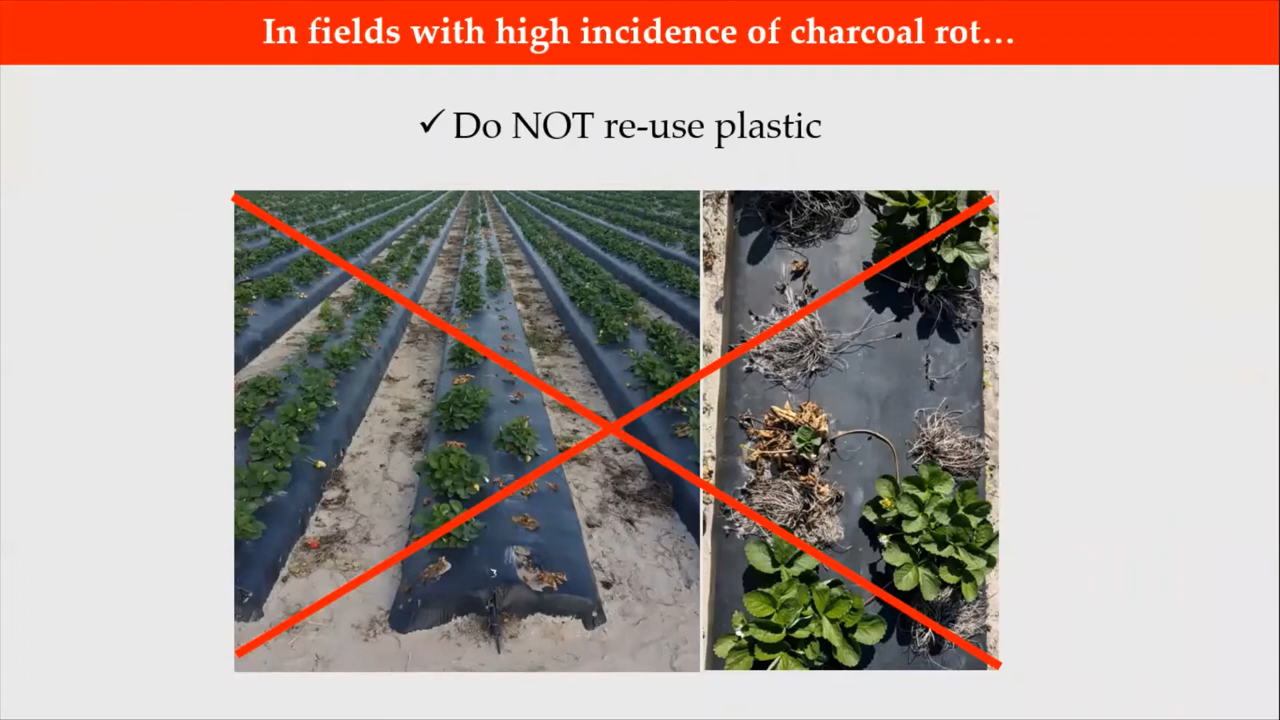 In fields with high incidence of charcoal rot...
✓ Do NOT re-use plastic